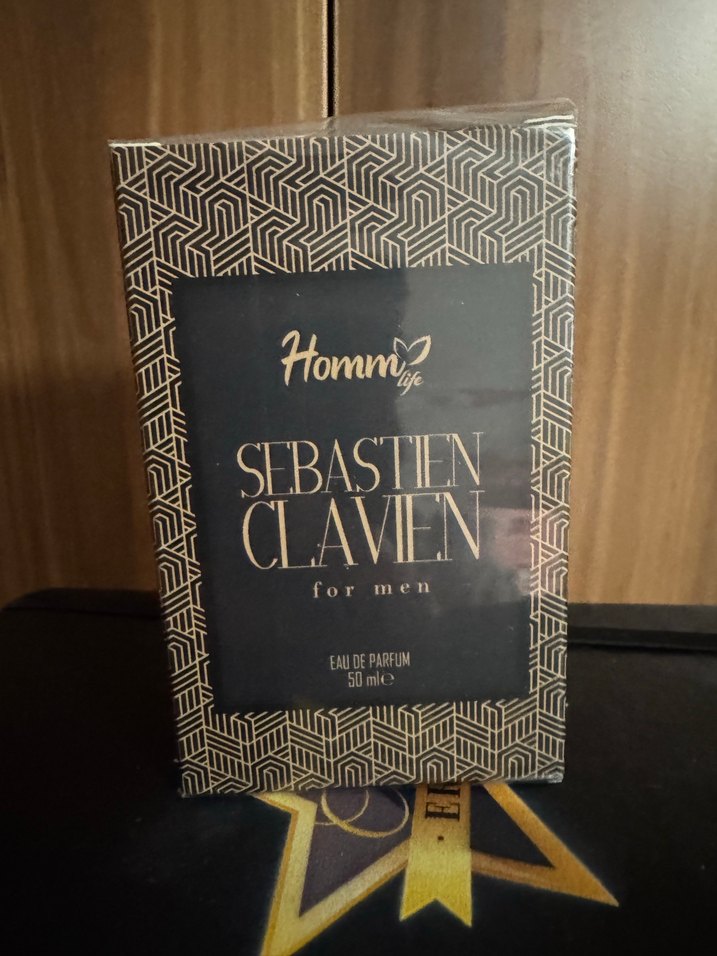 Homm
life
SEBASTIEN
CLAVIEN
for men
EAU DE PARFUM
50 ml℮